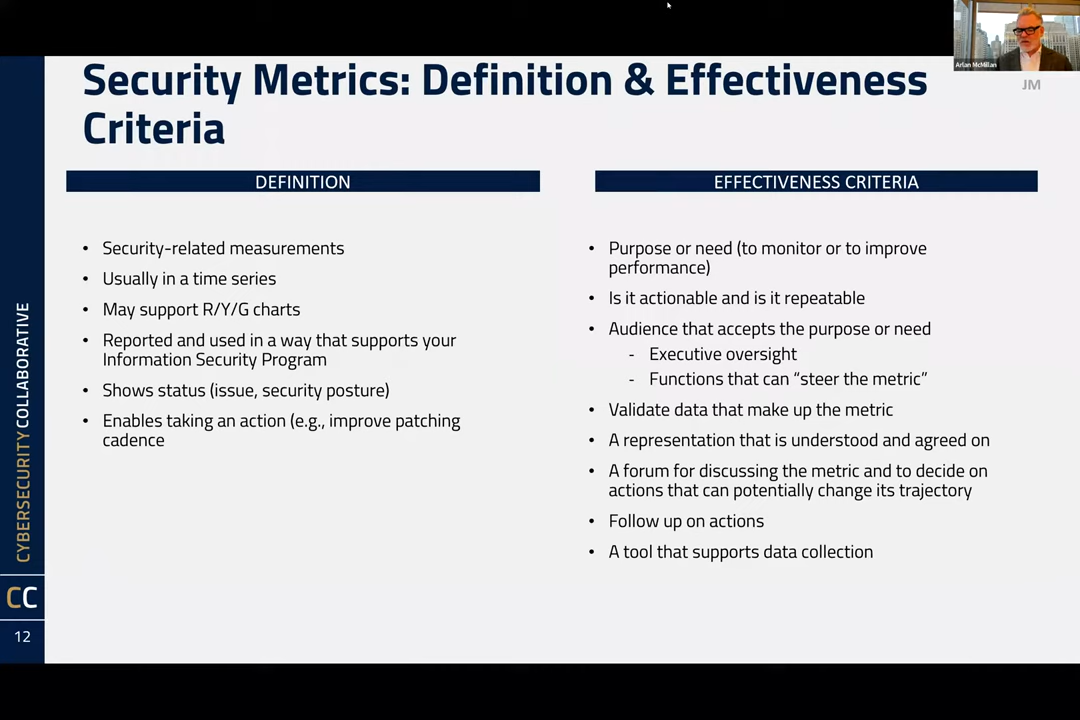 Arlan McMillan
JM
Security Metrics: Definition & Effectiveness
Criteria
DEFINITION
• Security-related measurements
• Usually in a time series
• May support R/Y/G charts
• Reported and used in a way that supports your
Information Security Program
• Shows status (issue, security posture)
• Enables taking an action (e.g., improve patching
cadence
EFFECTIVENESS CRITERIA
• Purpose or need (to monitor or to improve
performance)
• Is it actionable and is it repeatable
• Audience that accepts the purpose or need
- Executive oversight
- Functions that can “steer the metric”
• Validate data that make up the metric
• A representation that is understood and agreed on
• A forum for discussing the metric and to decide on
actions that can potentially change its trajectory
• Follow up on actions
• A tool that supports data collection
CYBERSECURITY COLLABORATIVE
CC
12